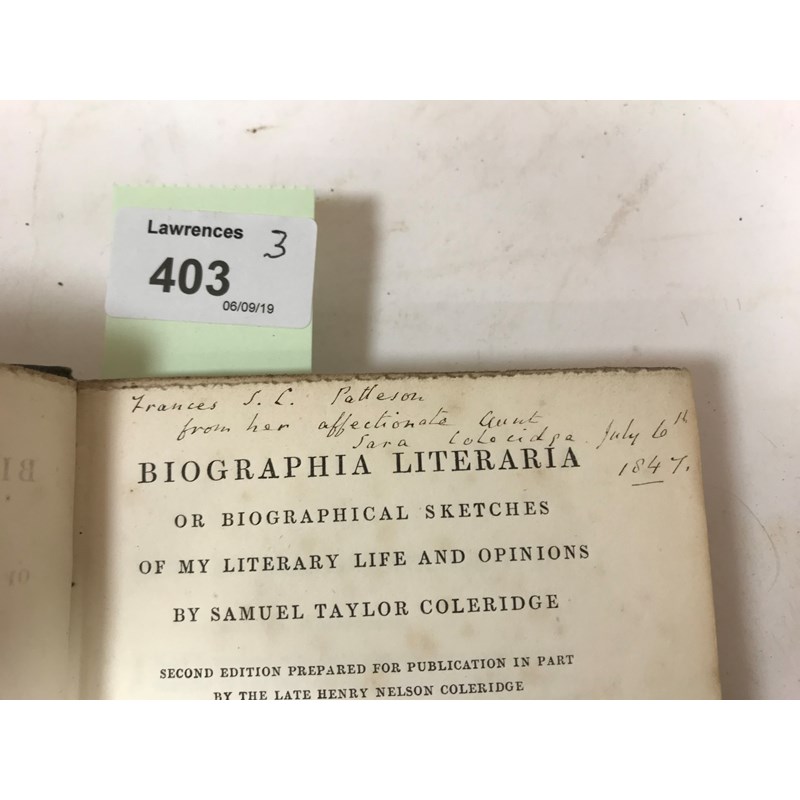 Lawrences 3
403
06/09/19
Frances S. L. Patteson
from her affectionate Aunt
Sara Coleridge. July 6th
1847.
BIOGRAPHIA LITERARIA
OR BIOGRAPHICAL SKETCHES
OF MY LITERARY LIFE AND OPINIONS
BY SAMUEL TAYLOR COLERIDGE
SECOND EDITION PREPARED FOR PUBLICATION IN PART
BY THE LATE HENRY NELSON COLERIDGE